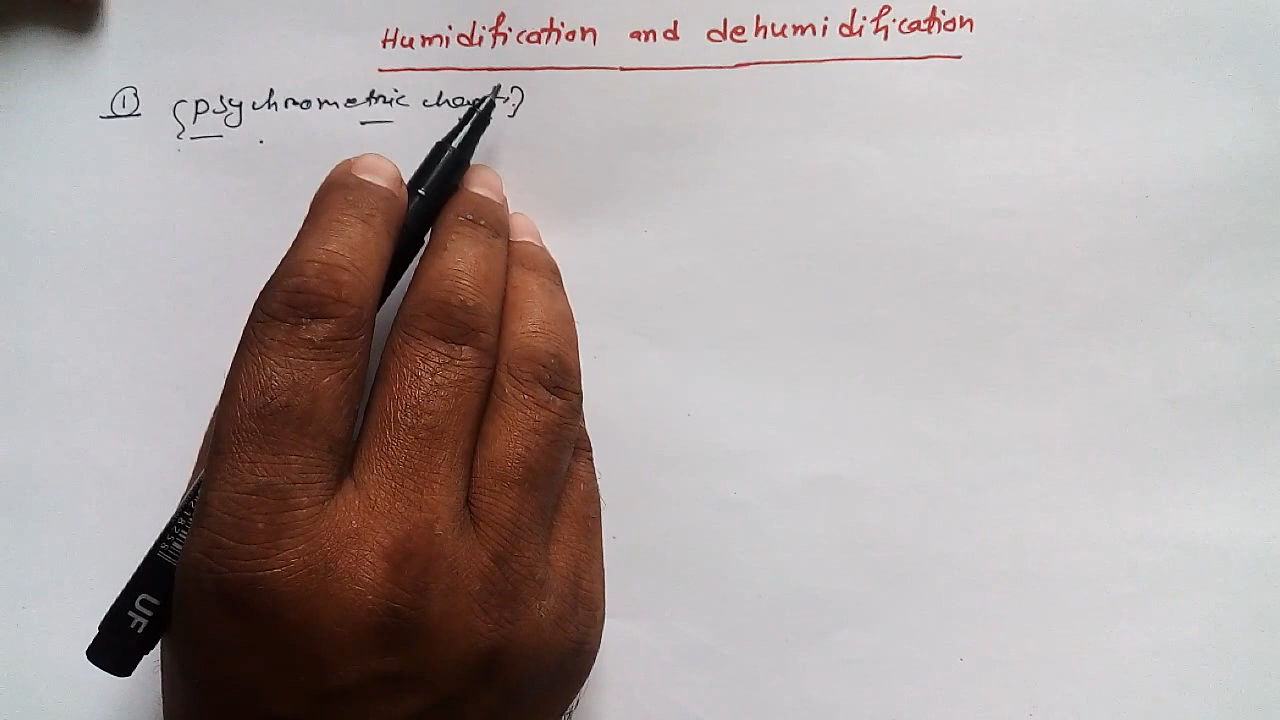 Humidification and dehumidification
① {psychrometric chart}
UF